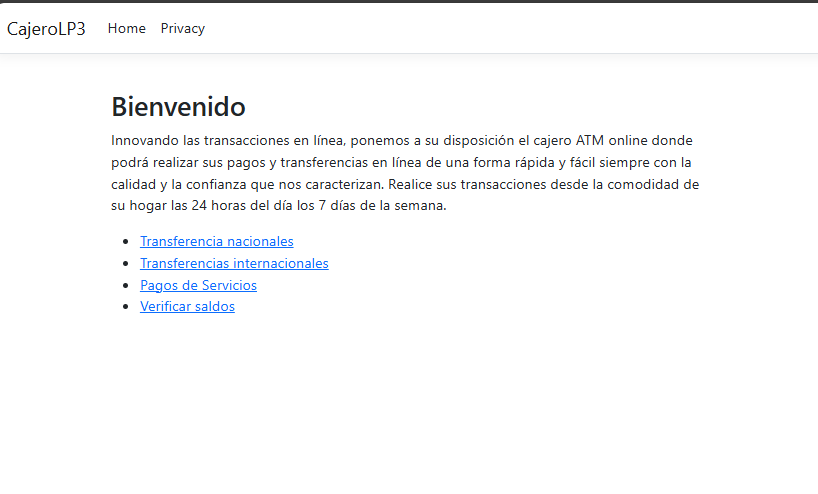 CajeroLP3 Home Privacy
Bienvenido
Innovando las transacciones en línea, ponemos a su disposición el cajero ATM online donde
podrá realizar sus pagos y transferencias en línea de una forma rápida y fácil siempre con la
calidad y la confianza que nos caracterizan. Realice sus transacciones desde la comodidad de
su hogar las 24 horas del día los 7 días de la semana.
Transferencia nacionales
Transferencias internacionales
Pagos de Servicios
Verificar saldos